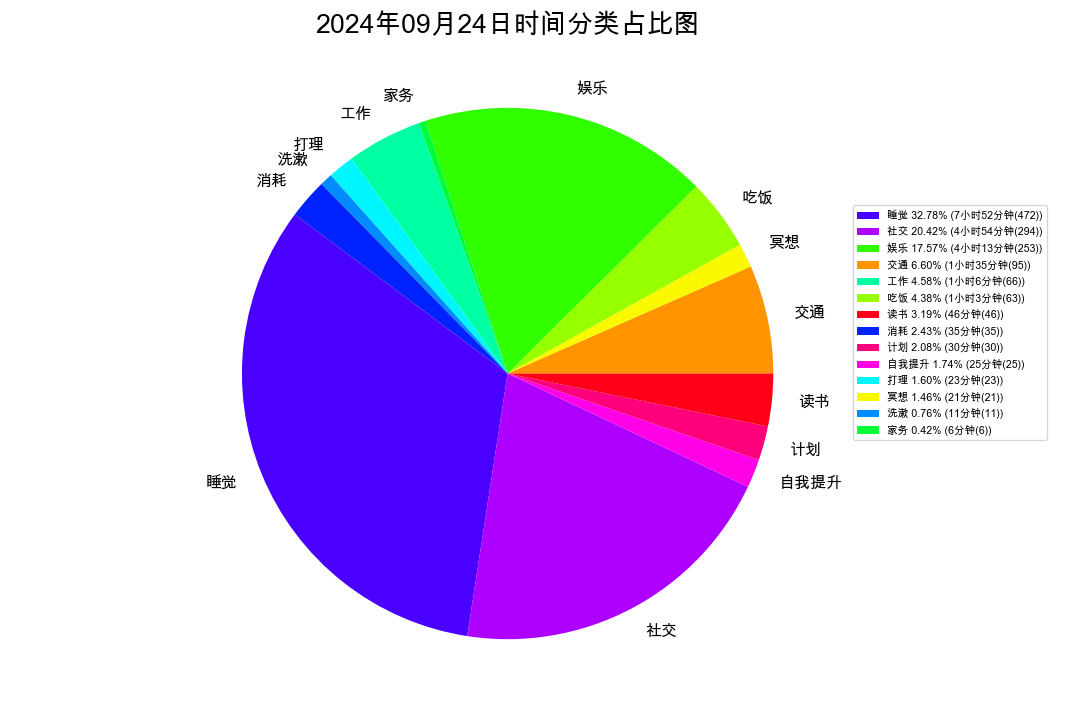 2024年09月24日时间分类占比图
娱乐
家务
工作
打理
洗漱
消耗
吃饭
冥想
交通
读书
计划
自我提升
睡觉
社交
睡觉 32.78% (7小时52分钟(472))
社交 20.42% (4小时54分钟(294))
娱乐 17.57% (4小时13分钟(253))
交通 6.60% (1小时35分钟(95))
工作 4.58% (1小时6分钟(66))
吃饭 4.38% (1小时3分钟(63))
读书 3.19% (46分钟(46))
消耗 2.43% (35分钟(35))
计划 2.08% (30分钟(30))
自我提升 1.74% (25分钟(25))
打理 1.60% (23分钟(23))
冥想 1.46% (21分钟(21))
洗漱 0.76% (11分钟(11))
家务 0.42% (6分钟(6))